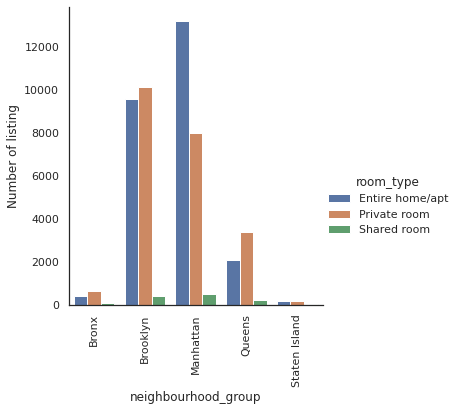 Number of listing
12000
10000
8000
6000
4000
2000
0
Bronx
Brooklyn
Manhattan
Queens
Staten Island
neighbourhood_group
room_type
Entire home/apt
Private room
Shared room